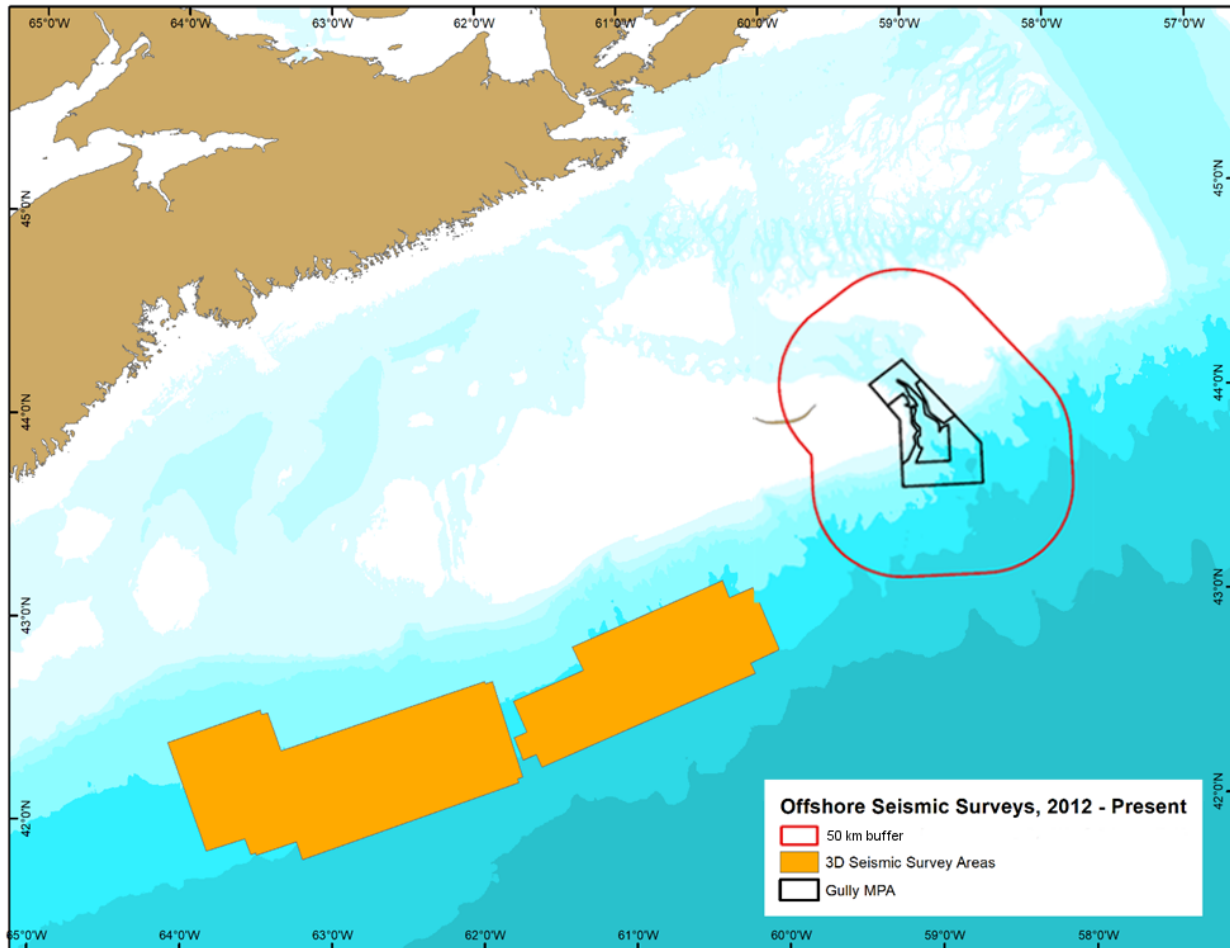 65°0'W 64°0'W 63°0'W 62°0'W 61°0'W 60°0'W 59°0'W 58°0'W 57°0'W
45°0'N 45°0'N
44°0'N 44°0'N
43°0'N 43°0'N
42°0'N 42°0'N
Offshore Seismic Surveys, 2012 - Present
50 km buffer
3D Seismic Survey Areas
Gully MPA
65°0'W 64°0'W 63°0'W 62°0'W 61°0'W 60°0'W 59°0'W 58°0'W